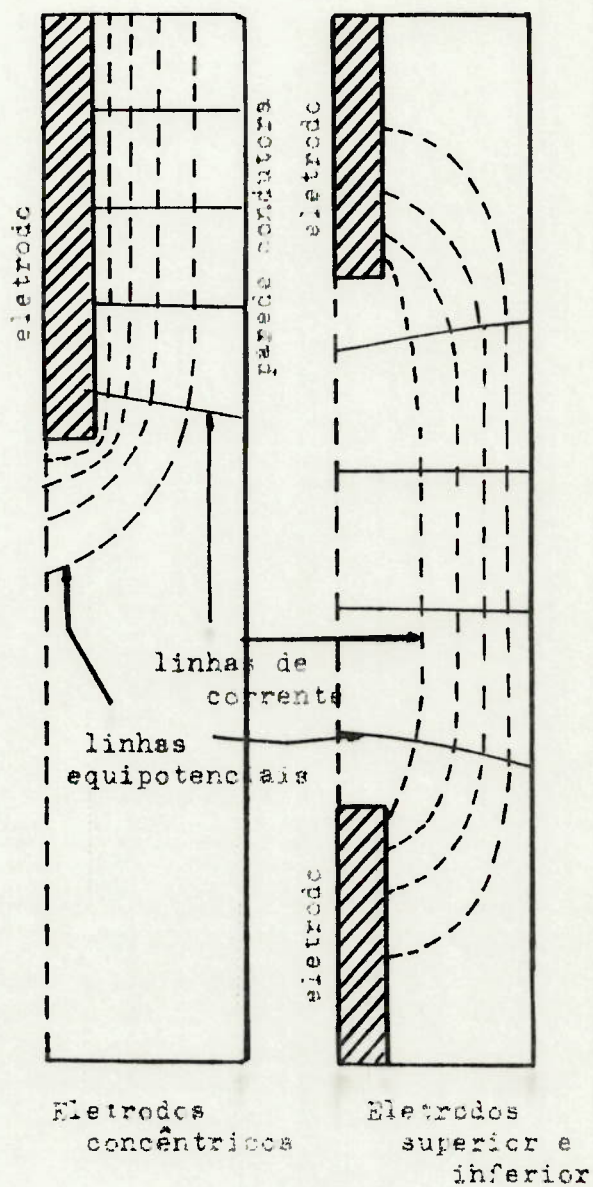 eletrodo
parede condutora
eletrodo
linhas de
corrente
linhas
equipotenciais
eletrodo
Eletrodos
concêntricos
Eletrodos
superior e
inferior